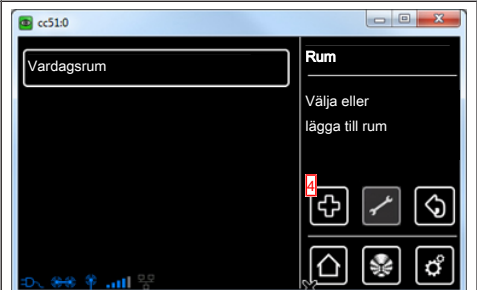 cc51:0
Vardagsrum
Rum
Välja eller
lägga till rum
4